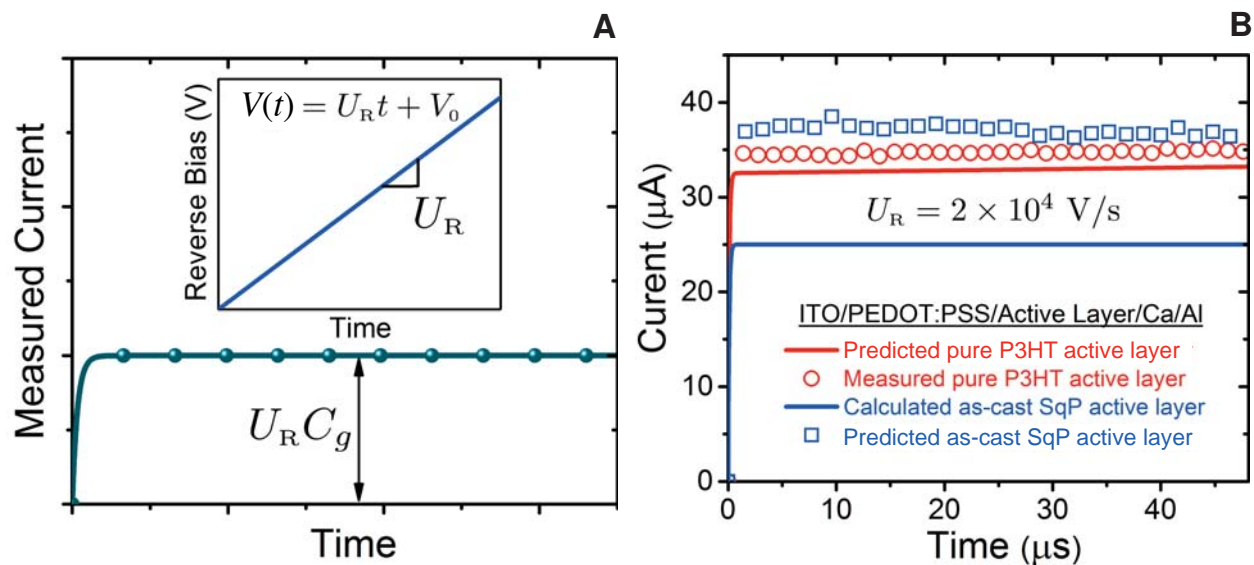 A
Measured Current
Reverse Bias (V)
V(t) = U_R t + V_0
U_R
Time
U_R C_g
Time
B
Curent (μA)
40
30
20
10
0
U_R = 2 × 10^4 V/s
ITO/PEDOT:PSS/Active Layer/Ca/Al
Predicted pure P3HT active layer
Measured pure P3HT active layer
Calculated as-cast SqP active layer
Predicted as-cast SqP active layer
0 10 20 30 40
Time (μs)